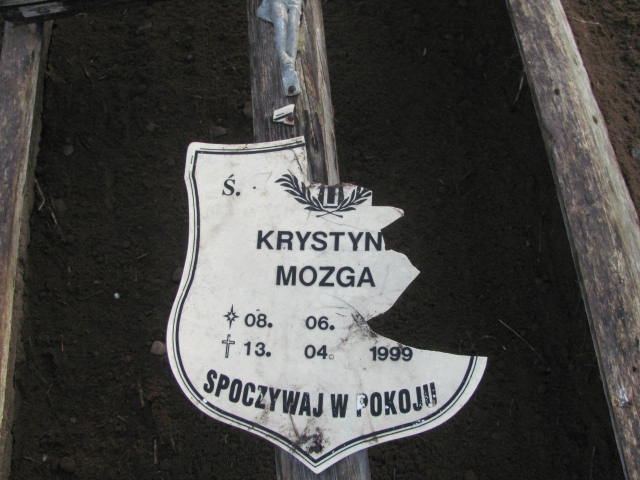 Ś.
KRYSTYN
MOZGA
08. 06.
13. 04. 1999
SPOCZYWAJ W POKOJU